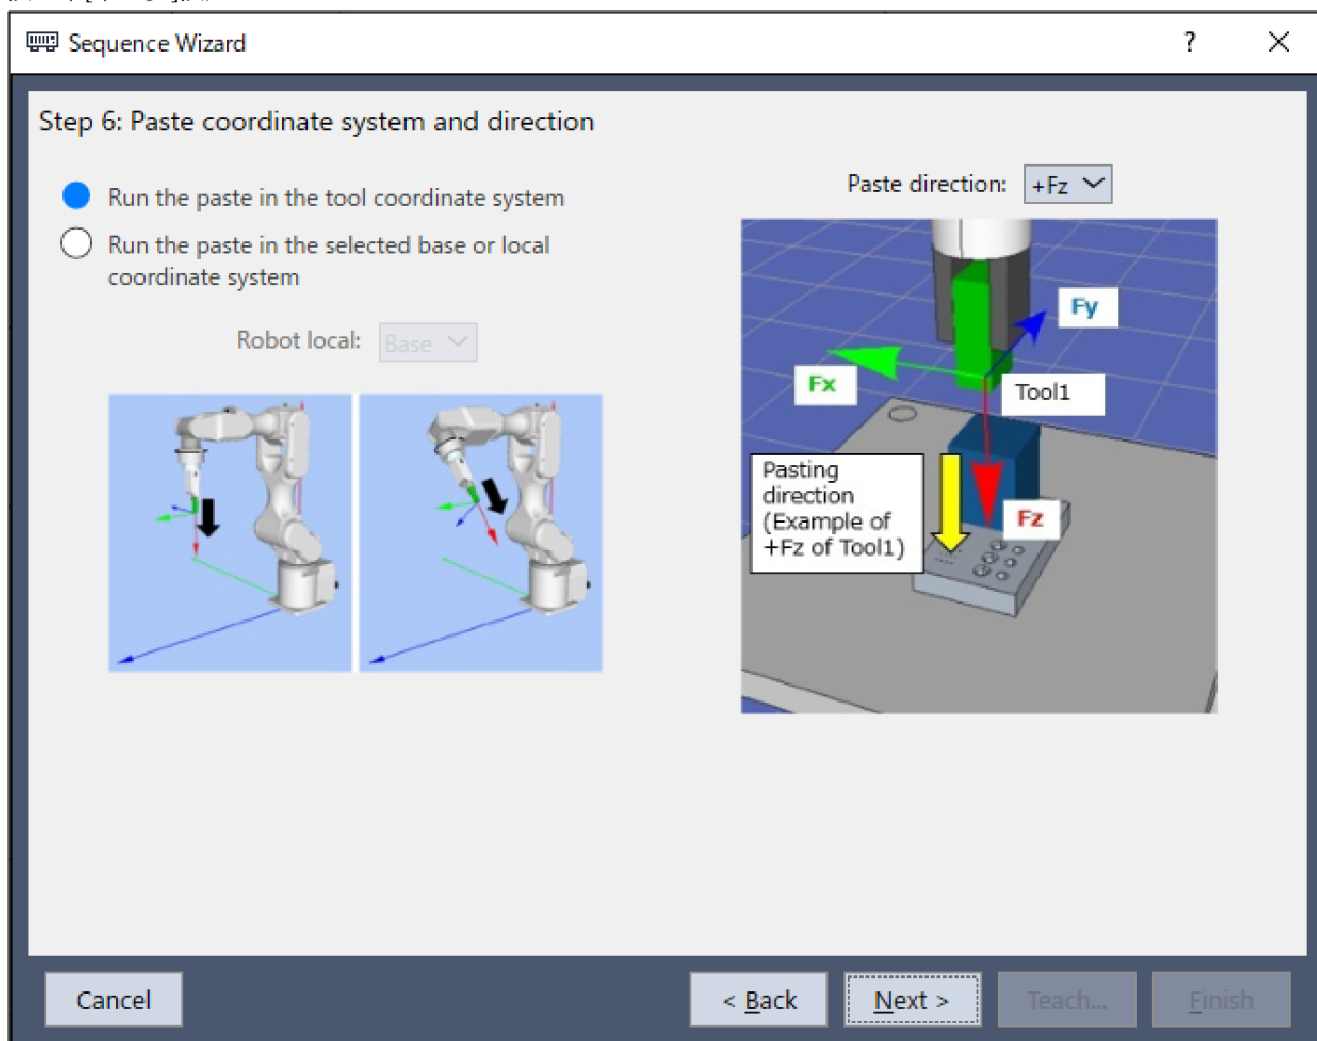 Sequence Wizard
?
Step 6: Paste coordinate system and direction
Run the paste in the tool coordinate system
Run the paste in the selected base or local
coordinate system
Robot local:
Base
Paste direction:
+Fz
Fy
Fx
Tool1
Pasting
direction
(Example of
+Fz of Tool1)
Fz
Cancel
< Back
Next >
Teach...
Finish